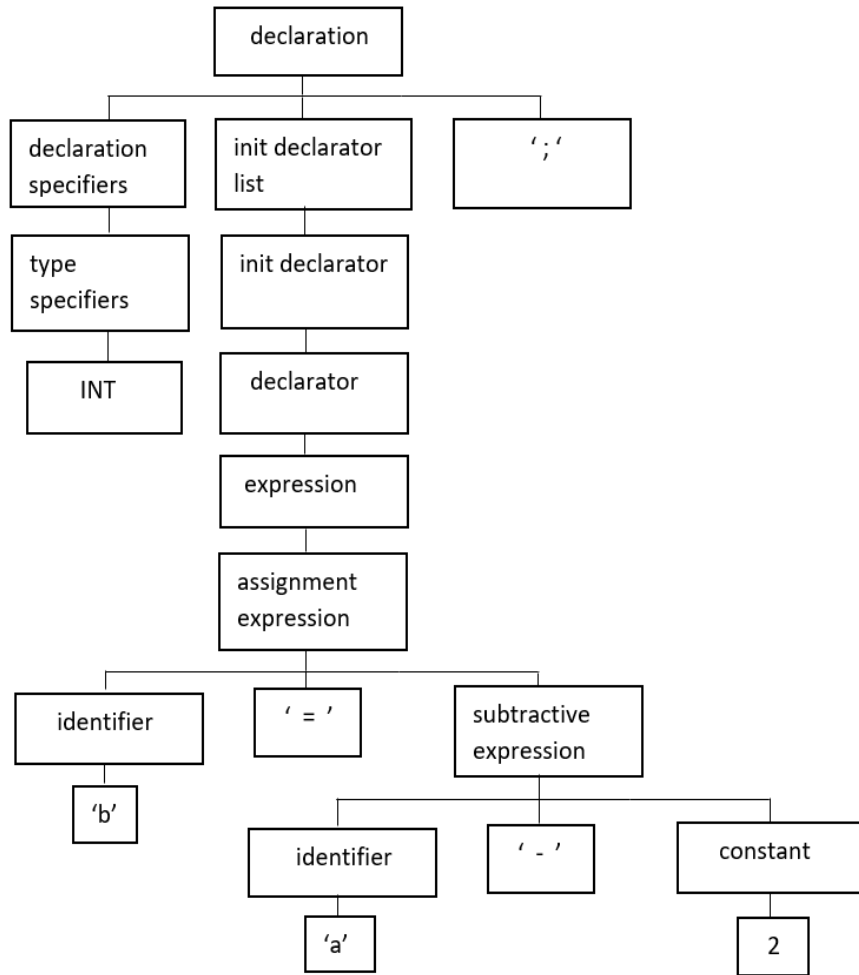 declaration
declaration
specifiers
init declarator
list
‘ ; ‘
type
specifiers
init declarator
INT
declarator
expression
assignment
expression
identifier
‘ = ’
subtractive
expression
‘b’
identifier
‘ - ’
constant
‘a’
2